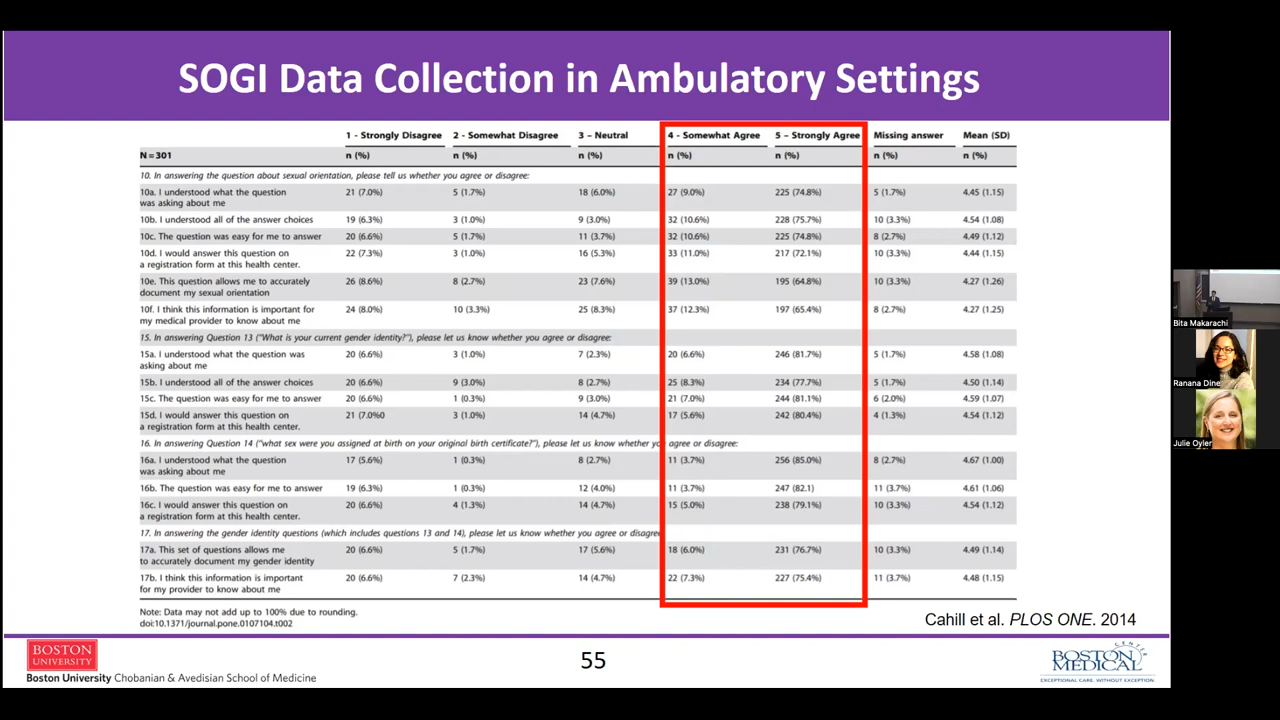 SOGI Data Collection in Ambulatory Settings
1 - Strongly Disagree 2 - Somewhat Disagree 3 – Neutral 4 - Somewhat Agree 5 – Strongly Agree Missing answer Mean (SD)
N = 301 n (%) n (%) n (%) n (%) n (%) n (%) n (%)
10. In answering the question about sexual orientation, please tell us whether you agree or disagree:
10a. I understood what the question 21 (7.0%) 5 (1.7%) 18 (6.0%) 27 (9.0%) 225 (74.8%) 5 (1.7%) 4.45 (1.15)
was asking about me
10b. I understood all of the answer choices 19 (6.3%) 3 (1.0%) 9 (3.0%) 32 (10.6%) 228 (75.7%) 10 (3.3%) 4.54 (1.08)
10c. The question was easy for me to answer 20 (6.6%) 5 (1.7%) 11 (3.7%) 32 (10.6%) 225 (74.8%) 8 (2.7%) 4.49 (1.12)
10d. I would answer this question on 22 (7.3%) 3 (1.0%) 16 (5.3%) 33 (11.0%) 217 (72.1%) 10 (3.3%) 4.44 (1.15)
a registration form at this health center.
10e. This question allows me to accurately 26 (8.6%) 8 (2.7%) 23 (7.6%) 39 (13.0%) 195 (64.8%) 10 (3.3%) 4.27 (1.26)
document my sexual orientation
10f. I think this information is important for 24 (8.0%) 10 (3.3%) 25 (8.3%) 37 (12.3%) 197 (65.4%) 8 (2.7%) 4.27 (1.25)
my medical provider to know about me
15. In answering Question 13 ("What is your current gender identity?"), please let us know whether you agree or disagree:
15a. I understood what the question was 20 (6.6%) 3 (1.0%) 7 (2.3%) 20 (6.6%) 246 (81.7%) 5 (1.7%) 4.58 (1.08)
asking about me
15b. I understood all of the answer choices 20 (6.6%) 9 (3.0%) 8 (2.7%) 25 (8.3%) 234 (77.7%) 5 (1.7%) 4.50 (1.14)
15c. The question was easy for me to answer 20 (6.6%) 1 (0.3%) 9 (3.0%) 21 (7.0%) 244 (81.1%) 6 (2.0%) 4.59 (1.07)
15d. I would answer this question on 21 (7.0%0 3 (1.0%) 14 (4.7%) 17 (5.6%) 242 (80.4%) 4 (1.3%) 4.54 (1.12)
a registration form at this health center.
16. In answering Question 14 ("what sex were you assigned at birth on your original birth certificate?"), please let us know whether you agree or disagree:
16a. I understood what the question 17 (5.6%) 1 (0.3%) 8 (2.7%) 11 (3.7%) 256 (85.0%) 8 (2.7%) 4.67 (1.00)
was asking about me
16b. The question was easy for me to answer 19 (6.3%) 1 (0.3%) 12 (4.0%) 11 (3.7%) 247 (82.1) 11 (3.7%) 4.61 (1.06)
16c. I would answer this question on 20 (6.6%) 4 (1.3%) 14 (4.7%) 15 (5.0%) 238 (79.1%) 10 (3.3%) 4.54 (1.12)
a registration form at this health center.
17. In answering the gender identity questions (which includes questions 13 and 14), please let us know whether you agree or disagree
17a. This set of questions allows me 20 (6.6%) 5 (1.7%) 17 (5.6%) 18 (6.0%) 231 (76.7%) 10 (3.3%) 4.49 (1.14)
to accurately document my gender identity
17b. I think this information is important 20 (6.6%) 7 (2.3%) 14 (4.7%) 22 (7.3%) 227 (75.4%) 11 (3.7%) 4.48 (1.15)
for my provider to know about me
Note: Data may not add up to 100% due to rounding.
doi:10.1371/journal.pone.0107104.t002
Cahill et al. PLOS ONE. 2014
BOSTON
UNIVERSITY
Boston University Chobanian & Avedisian School of Medicine
55
BOSTON
MEDICAL
CENTER
EXCEPTIONAL CARE. WITHOUT EXCEPTION
Bita Makarachi
Ranana Dine
Julie Oyler